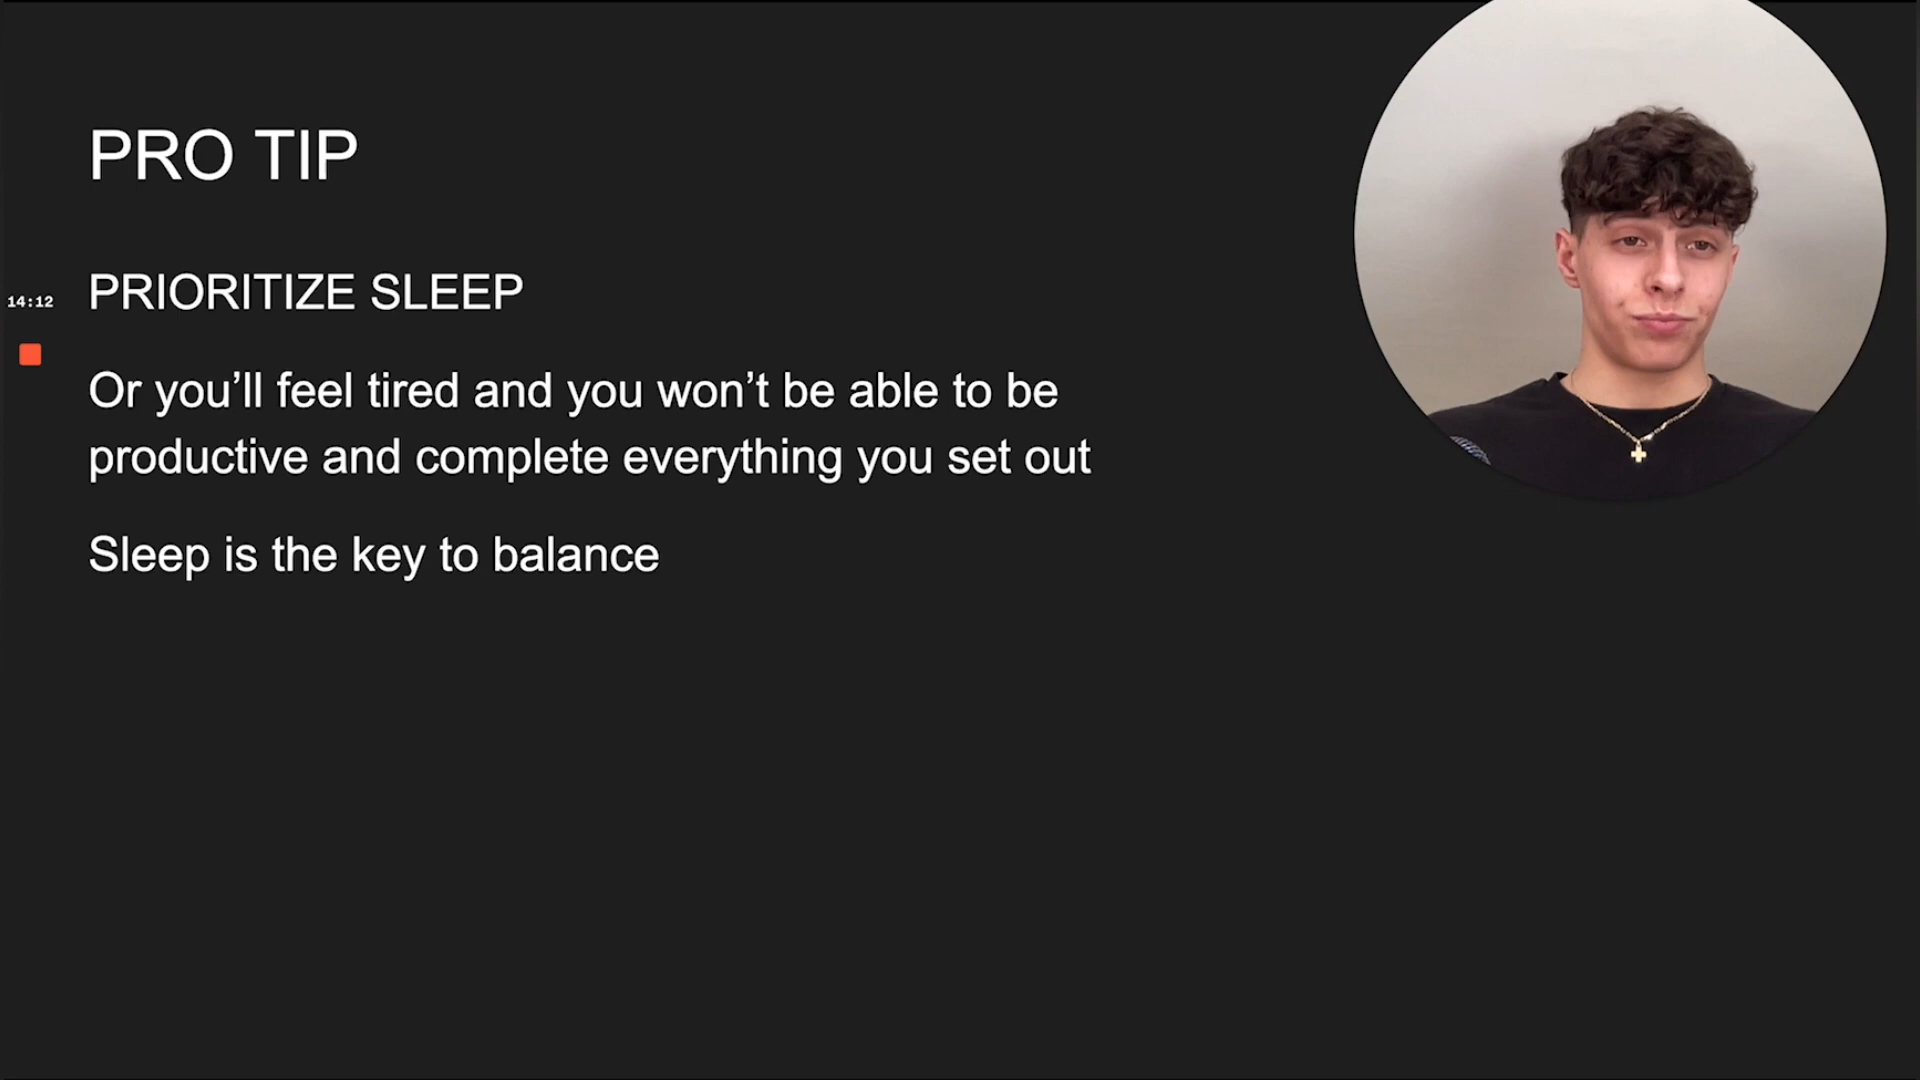 PRO TIP
14:12
PRIORITIZE SLEEP
Or you’ll feel tired and you won’t be able to be
productive and complete everything you set out
Sleep is the key to balance